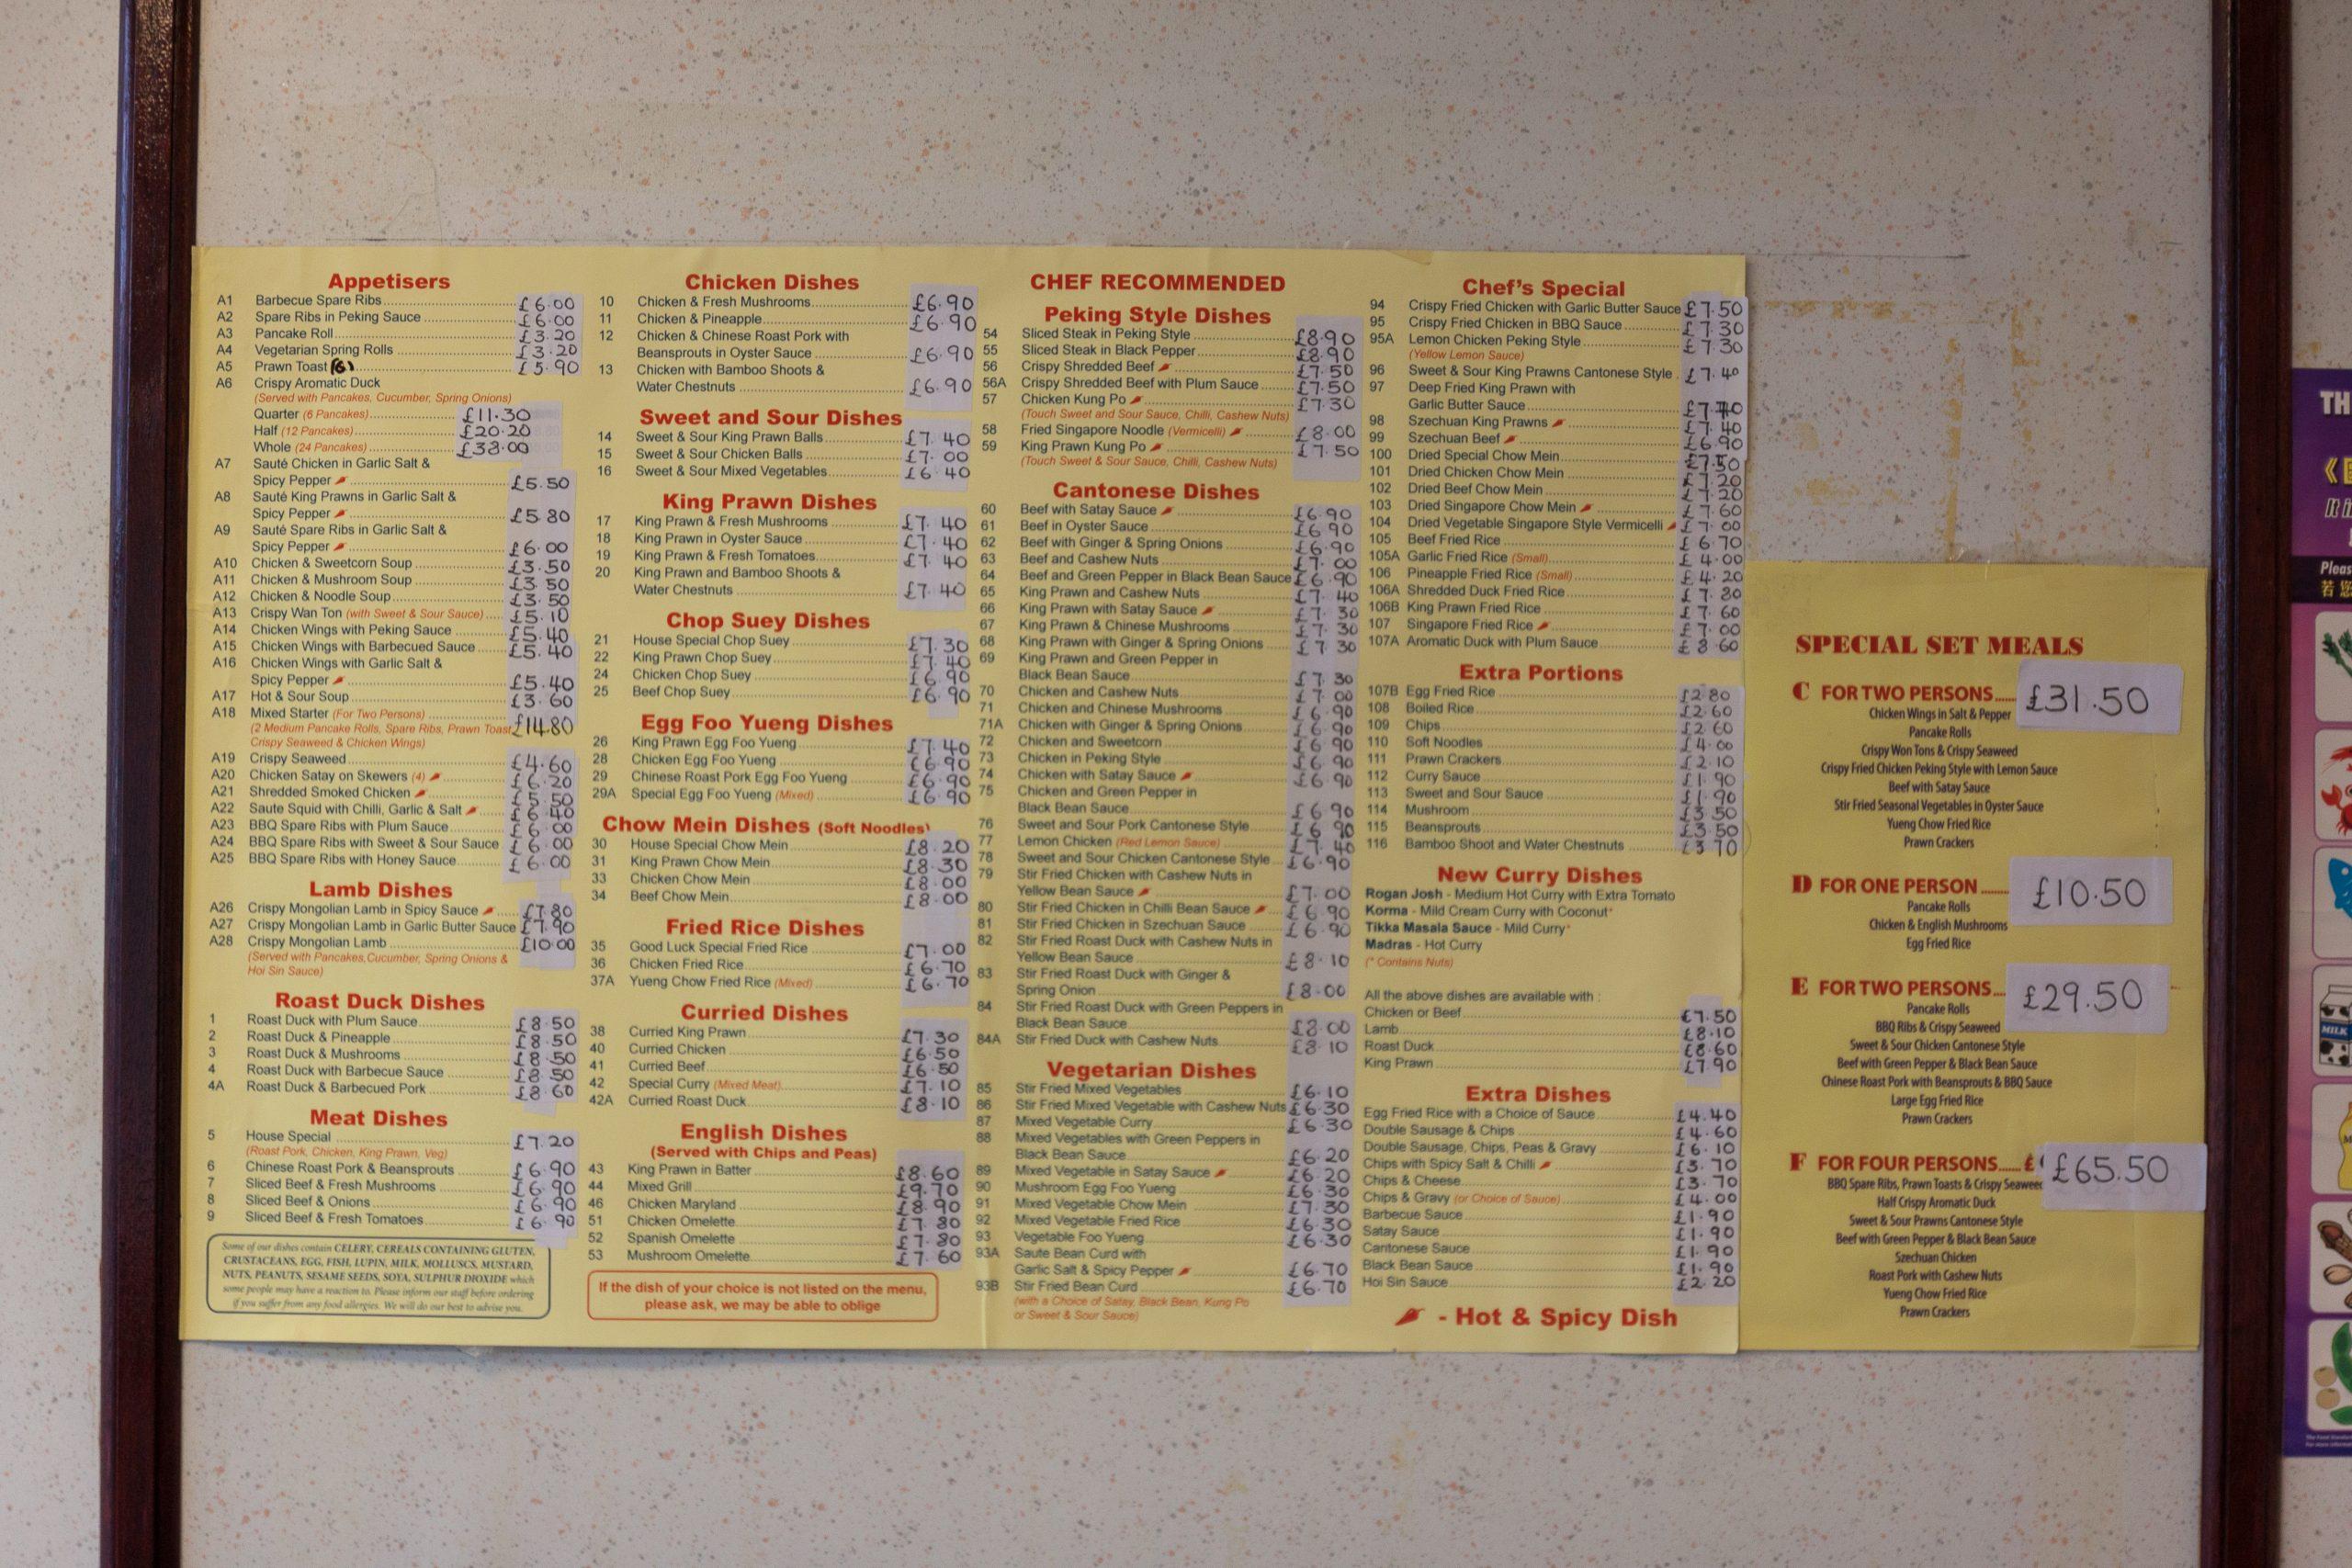 Appetisers
A1 Barbecue Spare Ribs £6.00
A2 Spare Ribs in Peking Sauce £6.00
A3 Pancake Roll £3.20
A4 Vegetarian Spring Rolls £3.20
A5 Prawn Toast (6) £5.90
A6 Crispy Aromatic Duck
(Served with Pancakes, Cucumber, Spring Onions)
Quarter (6 Pancakes) £11.30
Half (12 Pancakes) £20.20
Whole (24 Pancakes) £38.00
A7 Sauté Chicken in Garlic Salt &
Spicy Pepper £5.50
A8 Sauté King Prawns in Garlic Salt &
Spicy Pepper £5.80
A9 Sauté Spare Ribs in Garlic Salt &
Spicy Pepper £6.00
A10 Chicken & Sweetcorn Soup £3.50
A11 Chicken & Mushroom Soup £3.50
A12 Chicken & Noodle Soup £3.50
A13 Crispy Wan Ton (with Sweet & Sour Sauce) £5.10
A14 Chicken Wings with Peking Sauce £5.40
A15 Chicken Wings with Barbecued Sauce £5.40
A16 Chicken Wings with Garlic Salt &
Spicy Pepper £5.40
A17 Hot & Sour Soup £3.60
A18 Mixed Starter (For Two Persons) £14.80
(2 Medium Pancake Rolls, Spare Ribs, Prawn Toast
Crispy Seaweed & Chicken Wings)
A19 Crispy Seaweed £4.60
A20 Chicken Satay on Skewers (4) £6.20
A21 Shredded Smoked Chicken £5.50
A22 Saute Squid with Chilli, Garlic & Salt £6.40
A23 BBQ Spare Ribs with Plum Sauce £6.00
A24 BBQ Spare Ribs with Sweet & Sour Sauce £6.00
A25 BBQ Spare Ribs with Honey Sauce £6.00
Lamb Dishes
A26 Crispy Mongolian Lamb in Spicy Sauce £7.80
A27 Crispy Mongolian Lamb in Garlic Butter Sauce £7.90
A28 Crispy Mongolian Lamb £10.00
(Served with Pancakes,Cucumber, Spring Onions &
Hoi Sin Sauce)
Roast Duck Dishes
1 Roast Duck with Plum Sauce £8.50
2 Roast Duck & Pineapple £8.50
3 Roast Duck & Mushrooms £8.50
4 Roast Duck with Barbecue Sauce £8.50
4A Roast Duck & Barbecued Pork £8.60
Meat Dishes
5 House Special £7.20
(Roast Pork, Chicken, King Prawn, Veg)
6 Chinese Roast Pork & Beansprouts £6.90
7 Sliced Beef & Fresh Mushrooms £6.90
8 Sliced Beef & Onions £6.90
9 Sliced Beef & Fresh Tomatoes £6.90
Some of our dishes contain CELERY, CEREALS CONTAINING GLUTEN,
CRUSTACEANS, EGG, FISH, LUPIN, MILK, MOLLUSCS, MUSTARD,
NUTS, PEANUTS, SESAME SEEDS, SOYA, SULPHUR DIOXIDE which
some people may have a reaction to. Please inform our staff before ordering
if you suffer from any food allergies. We will do our best to advise you.
Chicken Dishes
10 Chicken & Fresh Mushrooms £6.90
11 Chicken & Pineapple £6.90
12 Chicken & Chinese Roast Pork with
Beansprouts in Oyster Sauce £6.90
13 Chicken with Bamboo Shoots &
Water Chestnuts £6.90
Sweet and Sour Dishes
14 Sweet & Sour King Prawn Balls £7.40
15 Sweet & Sour Chicken Balls £7.00
16 Sweet & Sour Mixed Vegetables £6.40
King Prawn Dishes
17 King Prawn & Fresh Mushrooms £7.40
18 King Prawn in Oyster Sauce £7.40
19 King Prawn & Fresh Tomatoes £7.40
20 King Prawn and Bamboo Shoots &
Water Chestnuts £7.40
Chop Suey Dishes
21 House Special Chop Suey £7.30
22 King Prawn Chop Suey £7.40
24 Chicken Chop Suey £6.90
25 Beef Chop Suey £6.90
Egg Foo Yueng Dishes
26 King Prawn Egg Foo Yueng £7.40
28 Chicken Egg Foo Yueng £6.90
29 Chinese Roast Pork Egg Foo Yueng £6.90
29A Special Egg Foo Yueng (Mixed) £6.90
Chow Mein Dishes (Soft Noodles)
30 House Special Chow Mein £8.20
31 King Prawn Chow Mein £8.30
33 Chicken Chow Mein £8.00
34 Beef Chow Mein £8.00
Fried Rice Dishes
35 Good Luck Special Fried Rice £7.00
36 Chicken Fried Rice £6.70
37A Yueng Chow Fried Rice (Mixed) £6.70
Curried Dishes
38 Curried King Prawn £7.30
40 Curried Chicken £6.50
41 Curried Beef £6.50
42 Special Curry (Mixed Meat) £7.10
42A Curried Roast Duck £8.10
English Dishes
(Served with Chips and Peas)
43 King Prawn in Batter £8.60
44 Mixed Grill £9.70
46 Chicken Maryland £8.90
51 Chicken Omelette £7.80
52 Spanish Omelette £7.80
53 Mushroom Omelette £7.60
If the dish of your choice is not listed on the menu,
please ask, we may be able to oblige
CHEF RECOMMENDED
Peking Style Dishes
54 Sliced Steak in Peking Style £8.90
55 Sliced Steak in Black Pepper £8.90
56 Crispy Shredded Beef £7.50
56A Crispy Shredded Beef with Plum Sauce £7.50
57 Chicken Kung Po £7.30
(Touch Sweet and Sour Sauce, Chilli, Cashew Nuts)
58 Fried Singapore Noodle (Vermicelli) £8.00
59 King Prawn Kung Po £7.50
(Touch Sweet & Sour Sauce, Chilli, Cashew Nuts)
Cantonese Dishes
60 Beef with Satay Sauce £6.90
61 Beef in Oyster Sauce £6.90
62 Beef with Ginger & Spring Onions £6.90
63 Beef and Cashew Nuts £7.00
64 Beef and Green Pepper in Black Bean Sauce £6.90
65 King Prawn and Cashew Nuts £7.40
66 King Prawn with Satay Sauce £7.30
67 King Prawn & Chinese Mushrooms £7.30
68 King Prawn with Ginger & Spring Onions £7.30
69 King Prawn and Green Pepper in
Black Bean Sauce £7.30
70 Chicken and Cashew Nuts £7.00
71 Chicken and Chinese Mushrooms £6.90
71A Chicken with Ginger & Spring Onions £6.90
72 Chicken and Sweetcorn £6.90
73 Chicken in Peking Style £6.90
74 Chicken with Satay Sauce £6.90
75 Chicken and Green Pepper in
Black Bean Sauce £6.90
76 Sweet and Sour Pork Cantonese Style £6.90
77 Lemon Chicken (Red Lemon Sauce) £7.40
78 Sweet and Sour Chicken Cantonese Style £6.90
79 Stir Fried Chicken with Cashew Nuts in
Yellow Bean Sauce £7.00
80 Stir Fried Chicken in Chilli Bean Sauce £6.90
81 Stir Fried Chicken in Szechuan Sauce £6.90
82 Stir Fried Roast Duck with Cashew Nuts in
Yellow Bean Sauce £8.10
83 Stir Fried Roast Duck with Ginger &
Spring Onion £8.00
84 Stir Fried Roast Duck with Green Peppers in
Black Bean Sauce £8.00
84A Stir Fried Duck with Cashew Nuts £8.10
Vegetarian Dishes
85 Stir Fried Mixed Vegetables £6.10
86 Stir Fried Mixed Vegetable with Cashew Nuts £6.30
87 Mixed Vegetable Curry £6.30
88 Mixed Vegetables with Green Peppers in
Black Bean Sauce £6.20
89 Mixed Vegetable in Satay Sauce £6.20
90 Mushroom Egg Foo Yueng £6.30
91 Mixed Vegetable Chow Mein £7.30
92 Mixed Vegetable Fried Rice £6.30
93 Vegetable Foo Yueng £6.30
93A Saute Bean Curd with
Garlic Salt & Spicy Pepper £6.70
93B Stir Fried Bean Curd £6.70
(with a Choice of Satay, Black Bean, Kung Po
or Sweet & Sour Sauce)
Chef's Special
94 Crispy Fried Chicken with Garlic Butter Sauce £7.50
95 Crispy Fried Chicken in BBQ Sauce £7.30
95A Lemon Chicken Peking Style £7.30
(Yellow Lemon Sauce)
96 Sweet & Sour King Prawns Cantonese Style £7.40
97 Deep Fried King Prawn with
Garlic Butter Sauce £7.40
98 Szechuan King Prawns £7.40
99 Szechuan Beef £6.90
100 Dried Special Chow Mein £7.50
101 Dried Chicken Chow Mein £7.20
102 Dried Beef Chow Mein £7.20
103 Dried Singapore Chow Mein £7.60
104 Dried Vegetable Singapore Style Vermicelli £7.00
105 Beef Fried Rice £6.70
105A Garlic Fried Rice (Small) £4.00
106 Pineapple Fried Rice (Small) £4.20
106A Shredded Duck Fried Rice £7.80
106B King Prawn Fried Rice £7.60
107 Singapore Fried Rice £7.00
107A Aromatic Duck with Plum Sauce £8.60
Extra Portions
107B Egg Fried Rice £2.80
108 Boiled Rice £2.60
109 Chips £2.60
110 Soft Noodles £4.00
111 Prawn Crackers £2.10
112 Curry Sauce £1.90
113 Sweet and Sour Sauce £1.90
114 Mushroom £3.50
115 Beansprouts £3.50
116 Bamboo Shoot and Water Chestnuts £3.70
New Curry Dishes
Rogan Josh - Medium Hot Curry with Extra Tomato
Korma - Mild Cream Curry with Coconut*
Tikka Masala Sauce - Mild Curry*
Madras - Hot Curry
(* Contains Nuts)
All the above dishes are available with :
Chicken or Beef £7.50
Lamb £8.10
Roast Duck £8.60
King Prawn £7.90
Extra Dishes
Egg Fried Rice with a Choice of Sauce £4.40
Double Sausage & Chips £4.60
Double Sausage, Chips, Peas & Gravy £6.10
Chips with Spicy Salt & Chilli £3.70
Chips & Cheese £3.70
Chips & Gravy (or Choice of Sauce) £4.00
Barbecue Sauce £1.90
Satay Sauce £1.90
Cantonese Sauce £1.90
Black Bean Sauce £1.90
Hoi Sin Sauce £2.20
- Hot & Spicy Dish
SPECIAL SET MEALS
C FOR TWO PERSONS £31.50
Chicken Wings in Salt & Pepper
Pancake Rolls
Crispy Won Tons & Crispy Seaweed
Crispy Fried Chicken Peking Style with Lemon Sauce
Beef with Satay Sauce
Stir Fried Seasonal Vegetables in Oyster Sauce
Yueng Chow Fried Rice
Prawn Crackers
D FOR ONE PERSON £10.50
Pancake Rolls
Chicken & English Mushrooms
Egg Fried Rice
E FOR TWO PERSONS £29.50
Pancake Rolls
BBQ Ribs & Crispy Seaweed
Sweet & Sour Chicken Cantonese Style
Beef with Green Pepper & Black Bean Sauce
Chinese Roast Pork with Beansprouts & BBQ Sauce
Large Egg Fried Rice
Prawn Crackers
F FOR FOUR PERSONS £ £65.50
BBQ Spare Ribs, Prawn Toasts & Crispy Seaweed
Half Crispy Aromatic Duck
Sweet & Sour Prawns Cantonese Style
Beef with Green Pepper & Black Bean Sauce
Szechuan Chicken
Roast Pork with Cashew Nuts
Yueng Chow Fried Rice
Prawn Crackers
TH
Pleas
若您
MILK